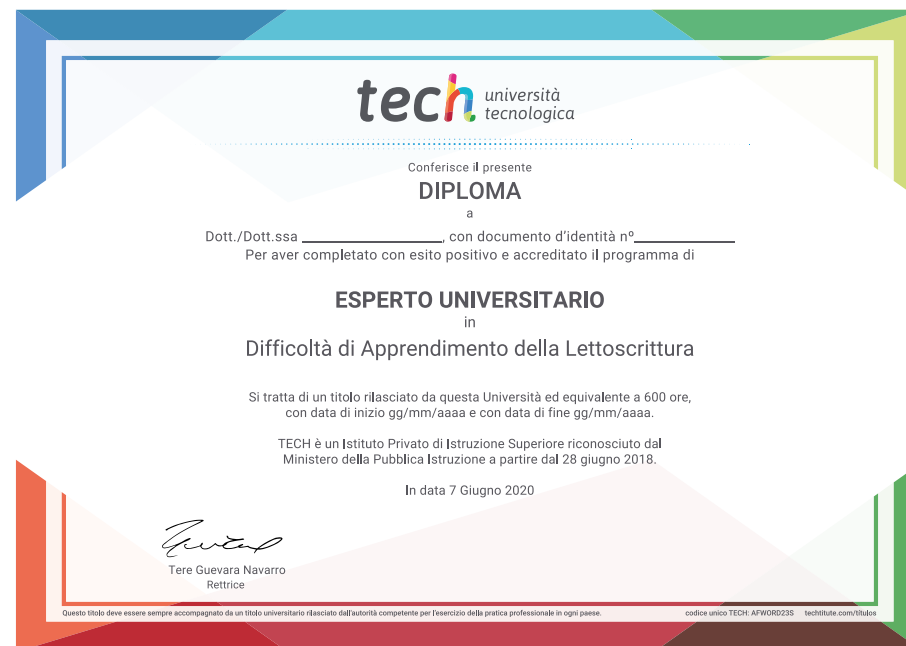 tech università
tecnologica
Conferisce il presente
DIPLOMA
a
Dott./Dott.ssa ____________________, con documento d'identità nº______________
Per aver completato con esito positivo e accreditato il programma di
ESPERTO UNIVERSITARIO
in
Difficoltà di Apprendimento della Lettoscrittura
Si tratta di un titolo rilasciato da questa Università ed equivalente a 600 ore,
con data di inizio gg/mm/aaaa e con data di fine gg/mm/aaaa.
TECH è un Istituto Privato di Istruzione Superiore riconosciuto dal
Ministero della Pubblica Istruzione a partire dal 28 giugno 2018.
In data 7 Giugno 2020
Tere Guevara Navarro
Rettrice
Questo titolo deve essere sempre accompagnato da un titolo universitario rilasciato dall'autorità competente per l'esercizio della pratica professionale in ogni paese. codice unico TECH: AFWORD23S techtitute.com/titulos